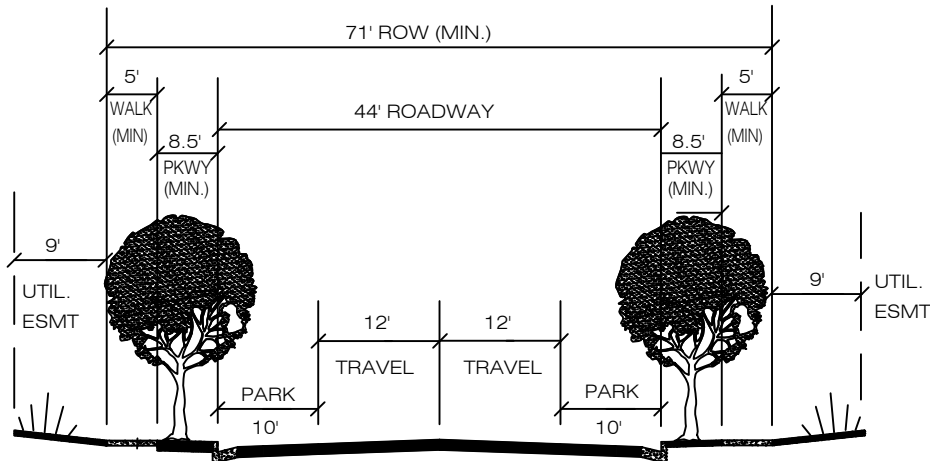 71' ROW (MIN.)
5'
5'
WALK
(MIN)
WALK
(MIN)
44' ROADWAY
8.5'
8.5'
PKWY
(MIN.)
PKWY
(MIN.)
9'
9'
UTIL.
ESMT
UTIL.
ESMT
12'
12'
TRAVEL
TRAVEL
PARK
PARK
10'
10'